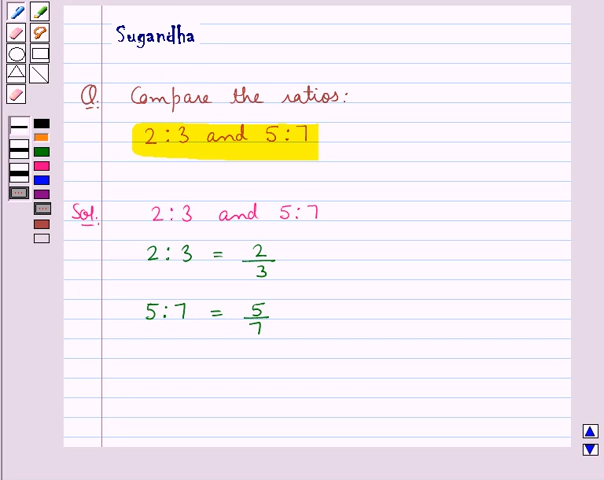 Sugandha
Q. Compare the ratios:
2:3 and 5:7
Sol. 2:3 and 5:7
2:3 = 2/3
5:7 = 5/7